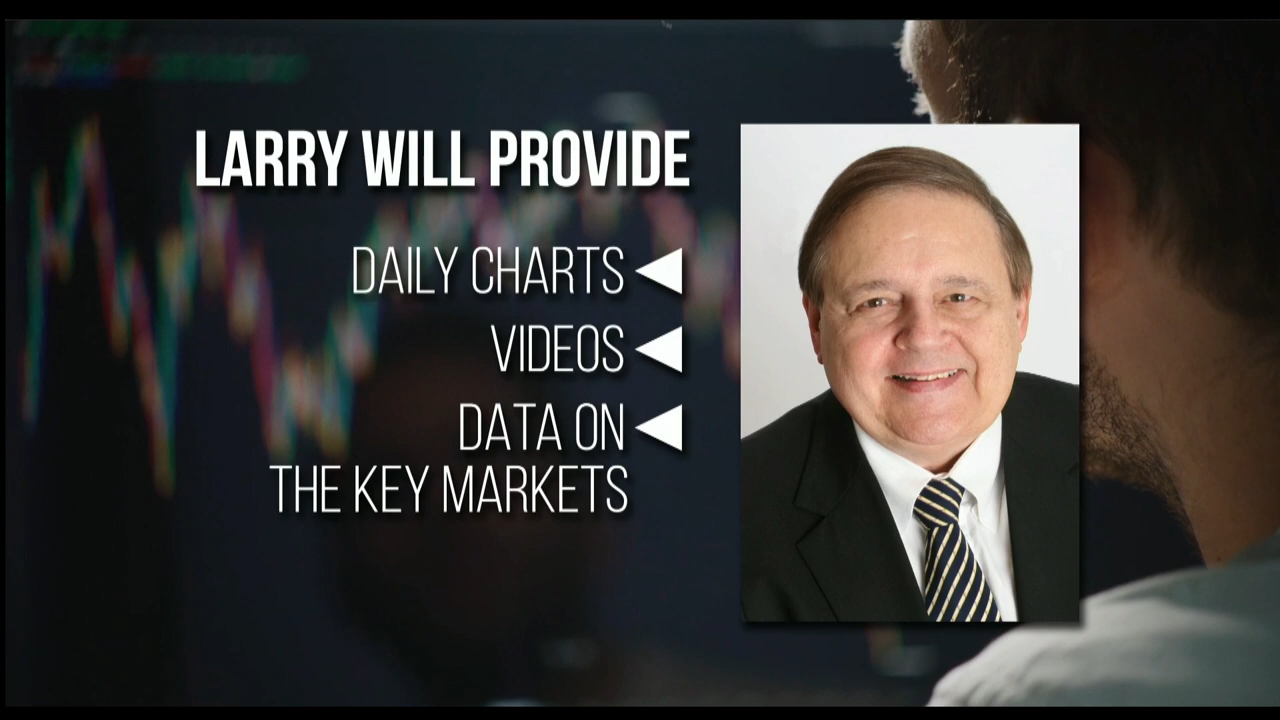 LARRY WILL PROVIDE
DAILY CHARTS
VIDEOS
DATA ON
THE KEY MARKETS